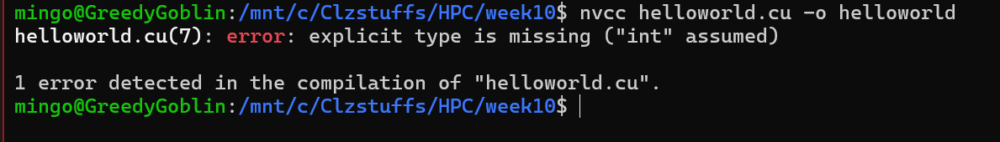 mingo@GreedyGoblin:/mnt/c/Clzstuffs/HPC/week10$ nvcc helloworld.cu -o helloworld
helloworld.cu(7): error: explicit type is missing ("int" assumed)
1 error detected in the compilation of "helloworld.cu".
mingo@GreedyGoblin:/mnt/c/Clzstuffs/HPC/week10$